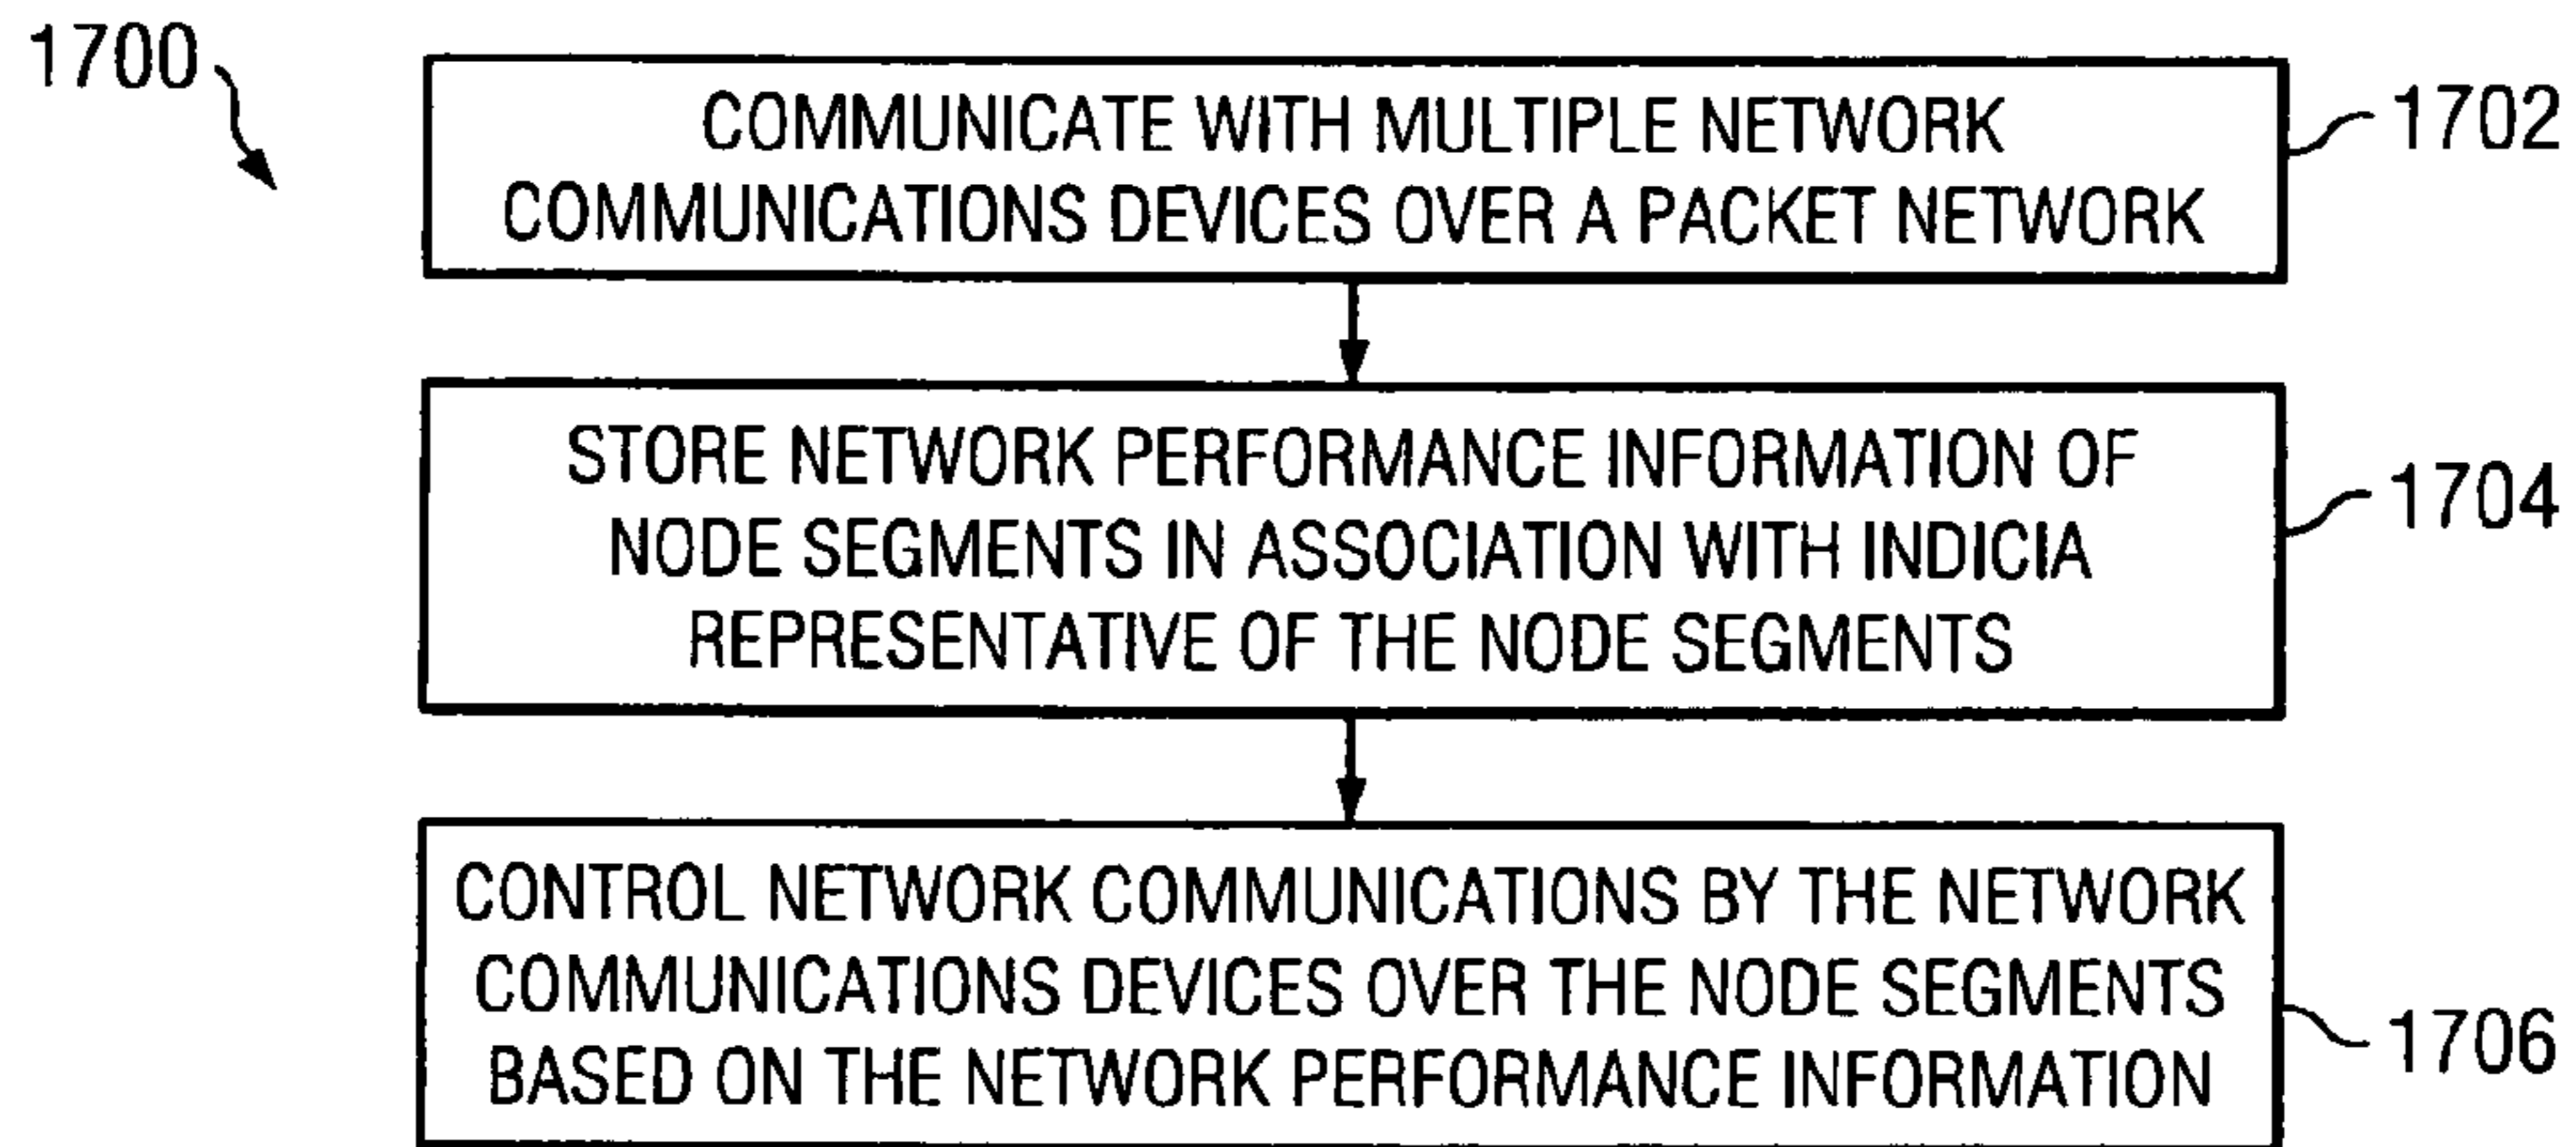 1700
COMMUNICATE WITH MULTIPLE NETWORK
COMMUNICATIONS DEVICES OVER A PACKET NETWORK
1702
STORE NETWORK PERFORMANCE INFORMATION OF
NODE SEGMENTS IN ASSOCIATION WITH INDICIA
REPRESENTATIVE OF THE NODE SEGMENTS
1704
CONTROL NETWORK COMMUNICATIONS BY THE NETWORK
COMMUNICATIONS DEVICES OVER THE NODE SEGMENTS
BASED ON THE NETWORK PERFORMANCE INFORMATION
1706